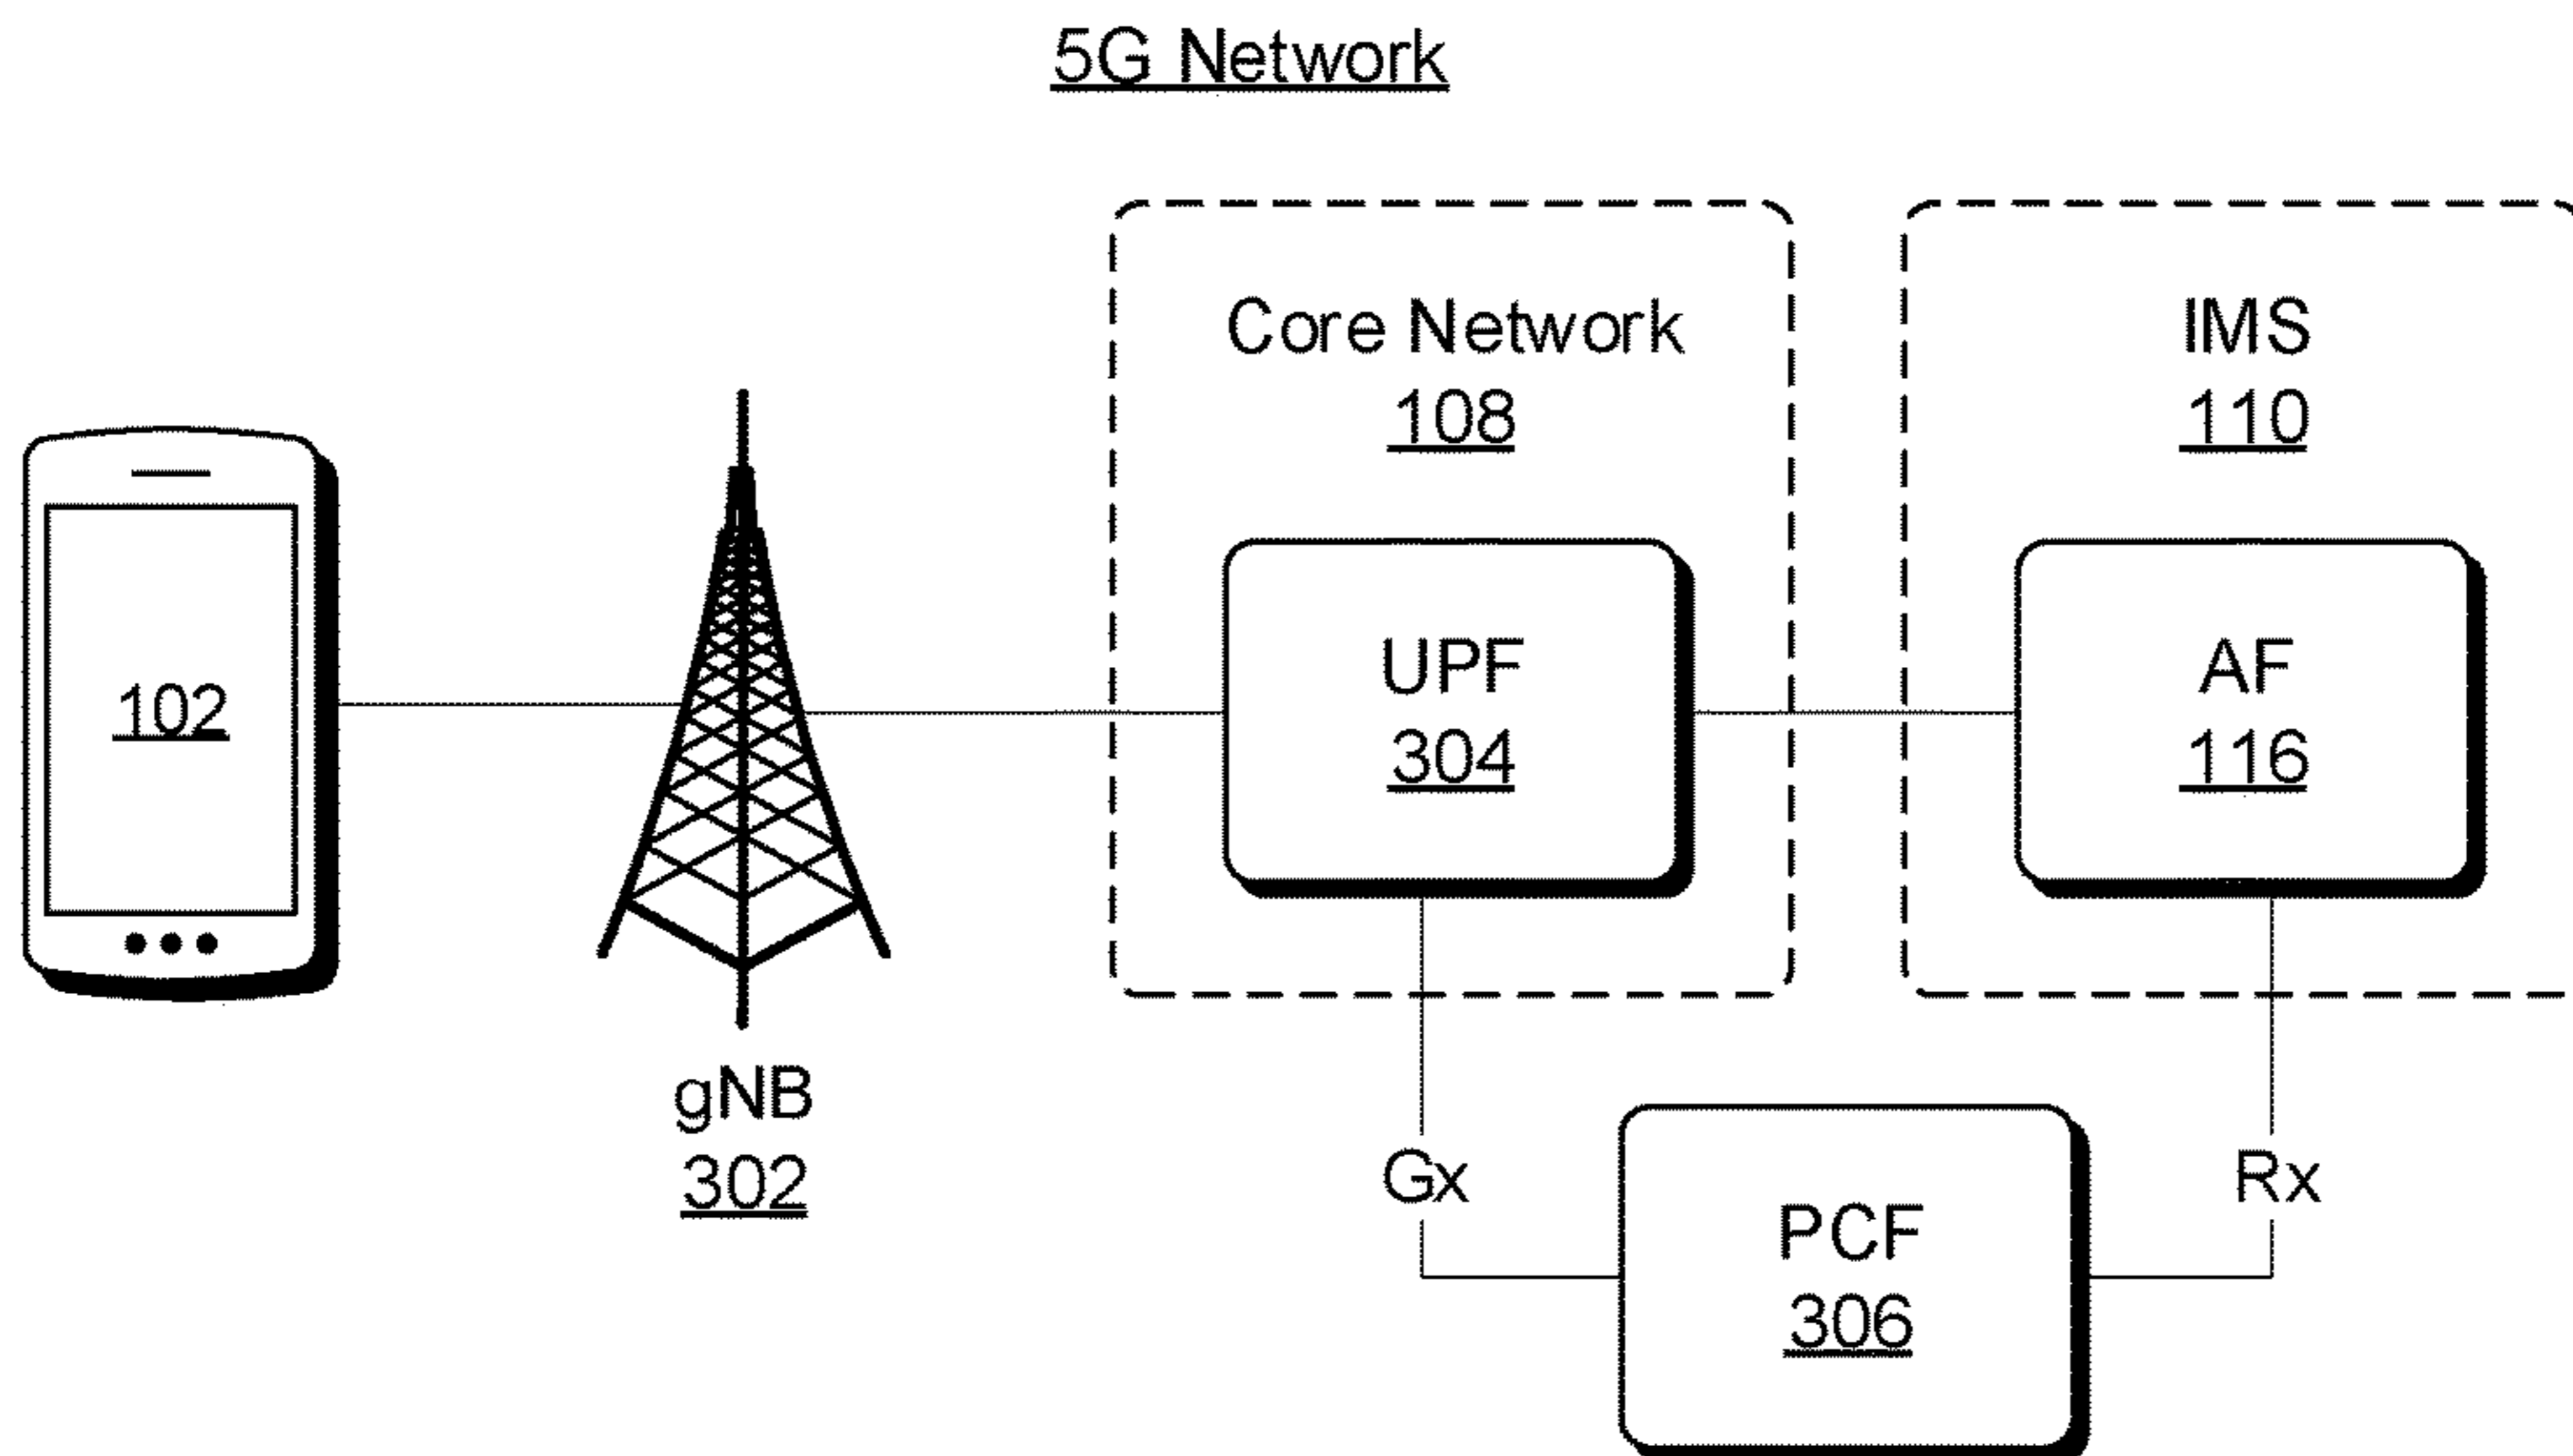 5G Network
Core Network
108
IMS
110
102
UPF
304
AF
116
gNB
302
Gx
Rx
PCF
306